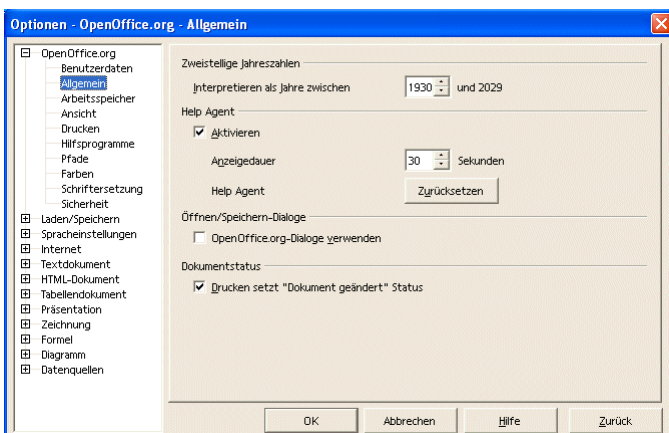 Optionen - OpenOffice.org - Allgemein
OpenOffice.org
Benutzerdaten
Allgemein
Arbeitsspeicher
Ansicht
Drucken
Hilfsprogramme
Pfade
Farben
Schriftersetzung
Sicherheit
Laden/Speichern
Spracheinstellungen
Internet
Textdokument
HTML-Dokument
Tabellendokument
Präsentation
Zeichnung
Formel
Diagramm
Datenquellen
Zweistellige Jahreszahlen
Interpretieren als Jahre zwischen 1930 und 2029
Help Agent
Aktivieren
Anzeigedauer 30 Sekunden
Help Agent Zurücksetzen
Öffnen/Speichern-Dialoge
OpenOffice.org-Dialoge verwenden
Dokumentstatus
Drucken setzt "Dokument geändert" Status
OK Abbrechen Hilfe Zurück